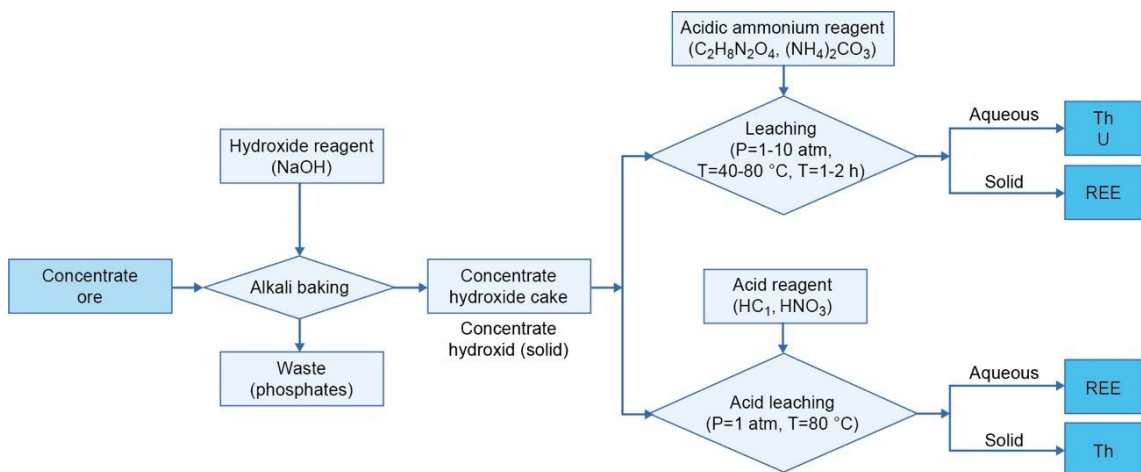 Acidic ammonium reagent
(C₂H₈N₂O₄, (NH₄)₂CO₃)
Hydroxide reagent
(NaOH)
Leaching
(P=1-10 atm,
T=40-80 °C, T=1-2 h)
Aqueous
Th
U
Solid
REE
Concentrate
ore
Alkali baking
Concentrate
hydroxide cake
Concentrate
hydroxid (solid)
Waste
(phosphates)
Acid reagent
(HC₁, HNO₃)
Acid leaching
(P=1 atm, T=80 °C)
Aqueous
REE
Solid
Th